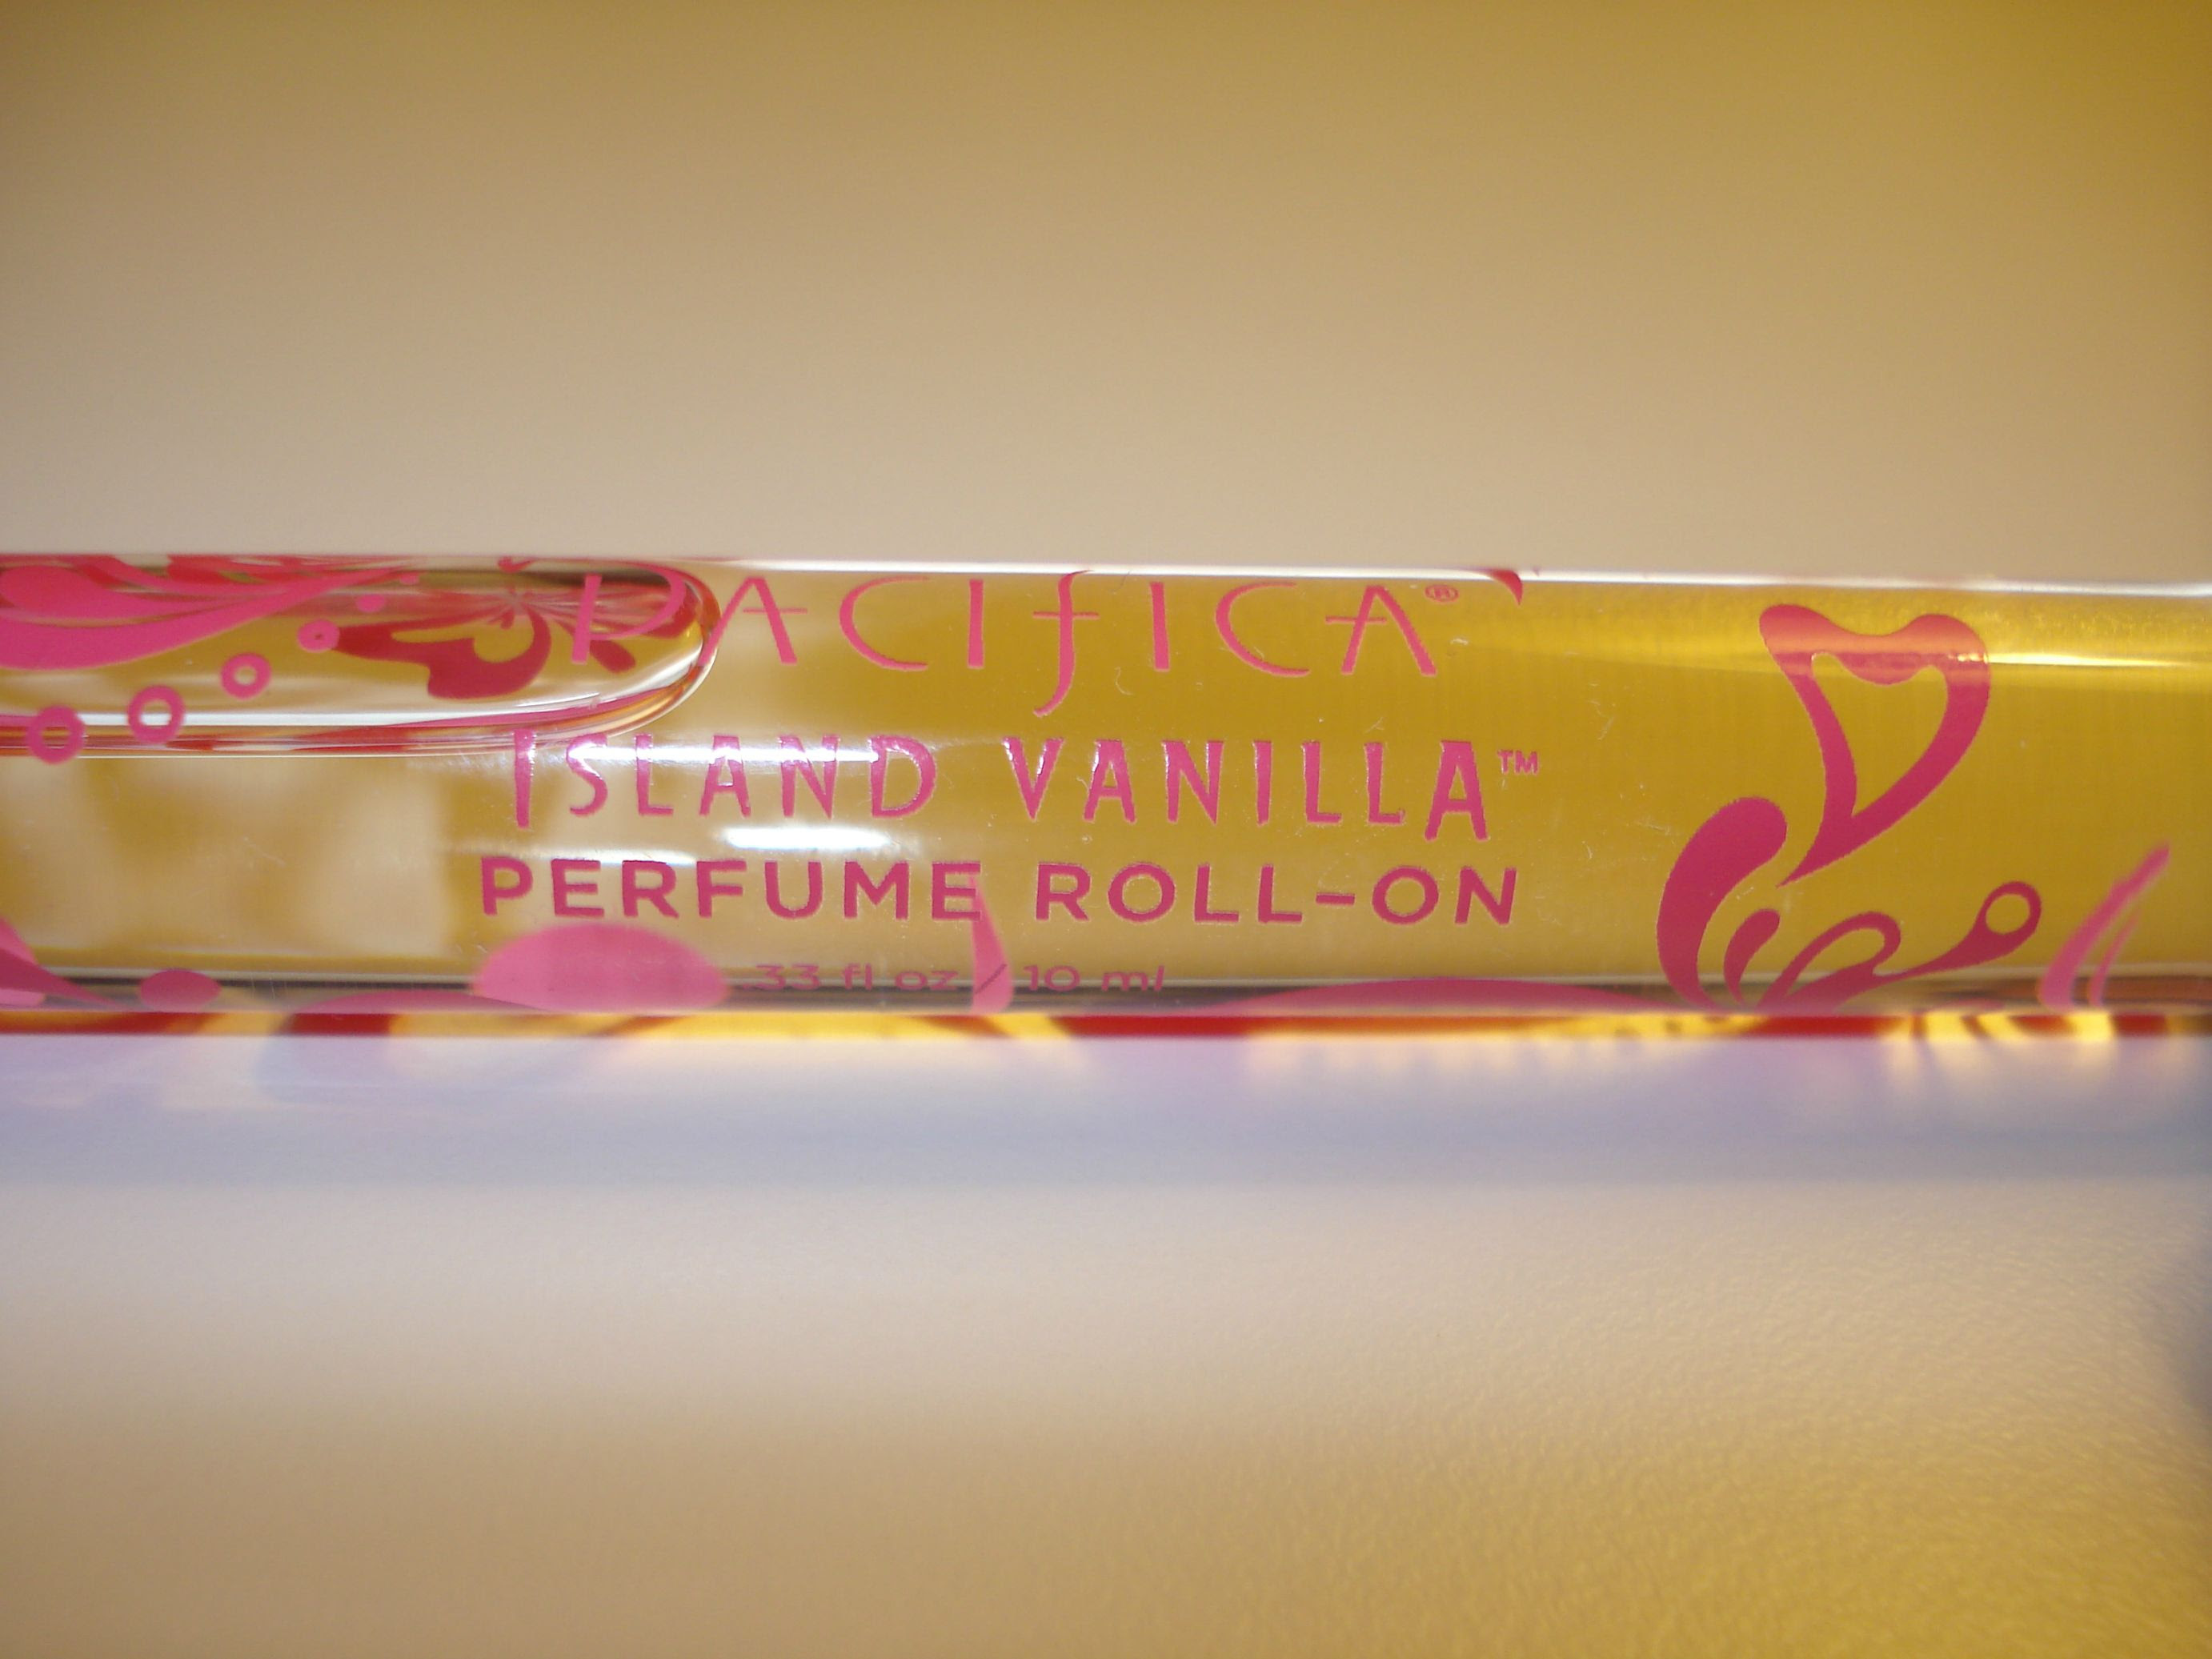 PACIFICA®
ISLAND VANILLA™
PERFUME ROLL-ON
.33 fl oz / 10 ml